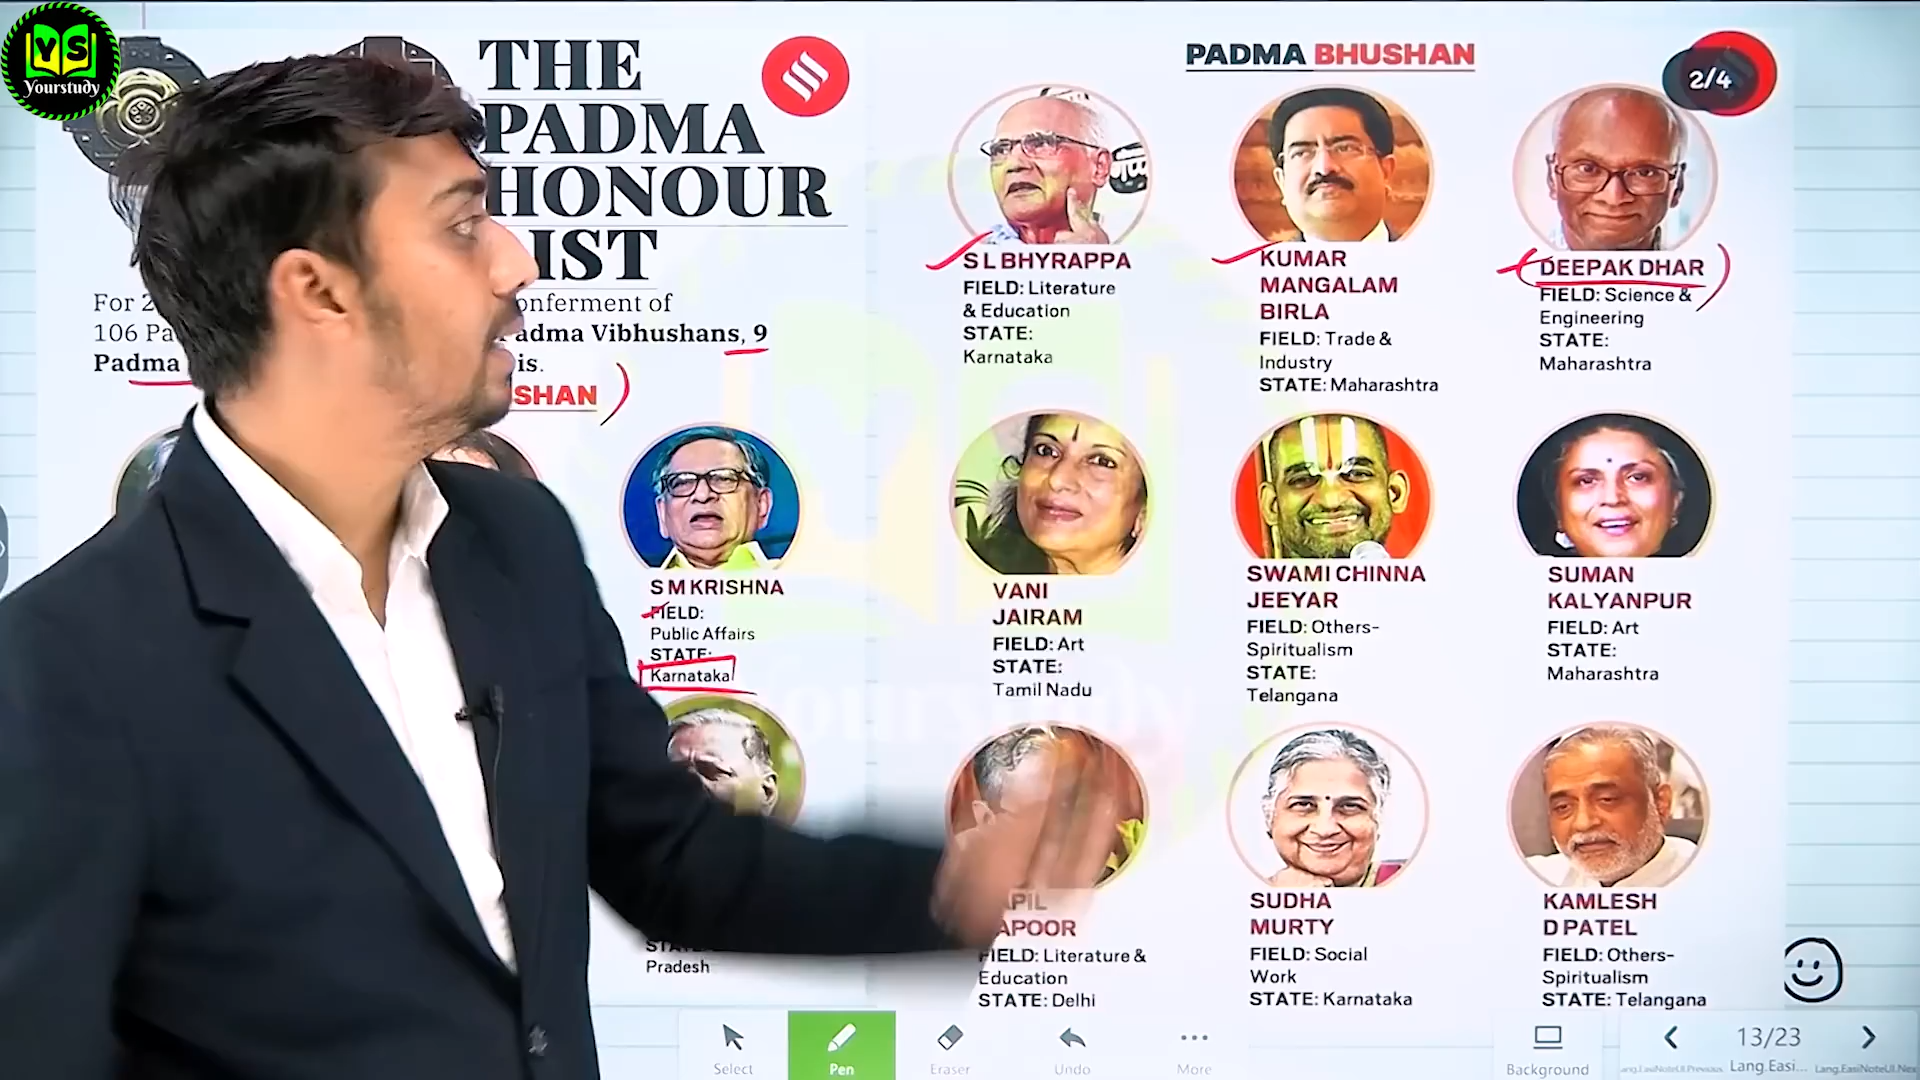 YS
Yourstudy
THE
PADMA
HONOUR
IST
For 2 onferment of
106 Pa adma Vibhushans, 9
Padma is.
SHAN
S M KRISHNA
FIELD:
Public Affairs
STATE:
Karnataka
Pradesh
PADMA BHUSHAN
2/4
S L BHYRAPPA
FIELD: Literature
& Education
STATE:
Karnataka
KUMAR
MANGALAM
BIRLA
FIELD: Trade &
Industry
STATE: Maharashtra
DEEPAK DHAR
FIELD: Science &
Engineering
STATE:
Maharashtra
VANI
JAIRAM
FIELD: Art
STATE:
Tamil Nadu
SWAMI CHINNA
JEEYAR
FIELD: Others-
Spiritualism
STATE:
Telangana
SUMAN
KALYANPUR
FIELD: Art
STATE:
Maharashtra
APIL
APOOR
FIELD: Literature &
Education
STATE: Delhi
SUDHA
MURTY
FIELD: Social
Work
STATE: Karnataka
KAMLESH
D PATEL
FIELD: Others-
Spiritualism
STATE: Telangana
Yourstudy
Select
Pen
Eraser
Undo
More
Background
13/23
Lang.Easi...